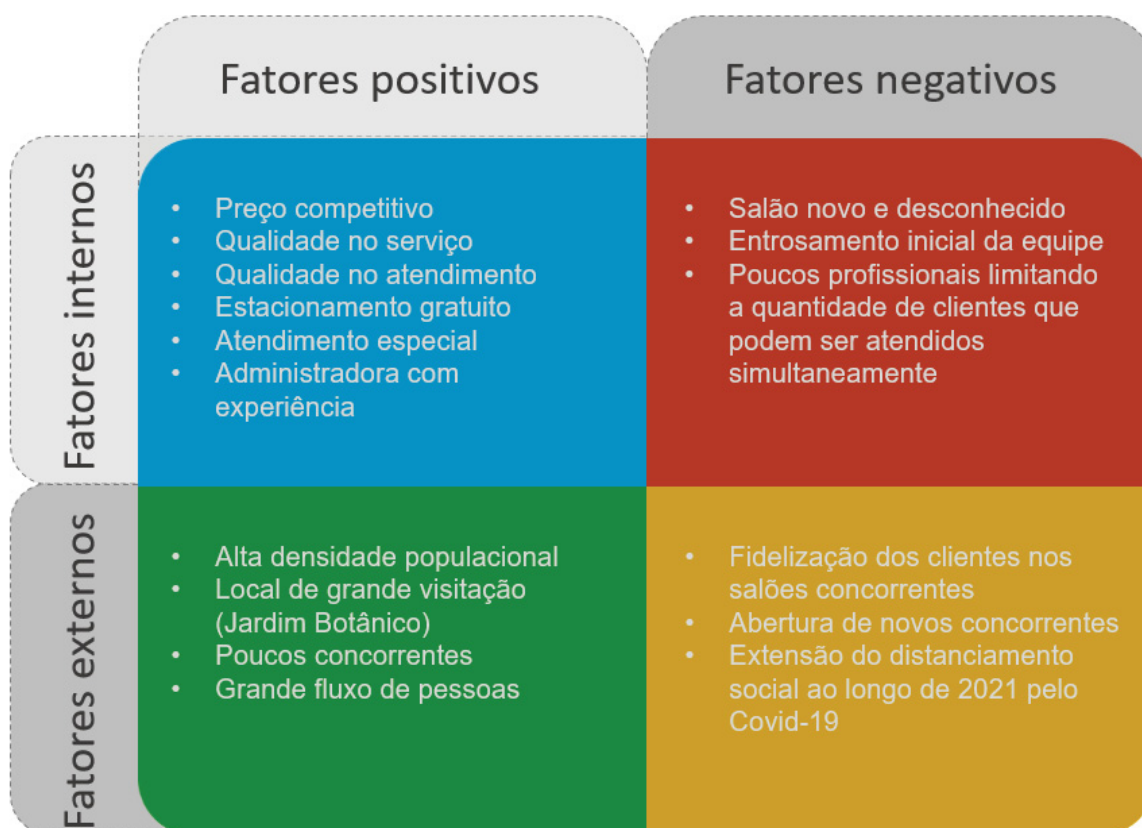 Fatores positivos
Fatores negativos
Fatores internos
• Preço competitivo
• Qualidade no serviço
• Qualidade no atendimento
• Estacionamento gratuito
• Atendimento especial
• Administradora com
experiência
• Salão novo e desconhecido
• Entrosamento inicial da equipe
• Poucos profissionais limitando
a quantidade de clientes que
podem ser atendidos
simultaneamente
Fatores externos
• Alta densidade populacional
• Local de grande visitação
(Jardim Botânico)
• Poucos concorrentes
• Grande fluxo de pessoas
• Fidelização dos clientes nos
salões concorrentes
• Abertura de novos concorrentes
• Extensão do distanciamento
social ao longo de 2021 pelo
Covid-19